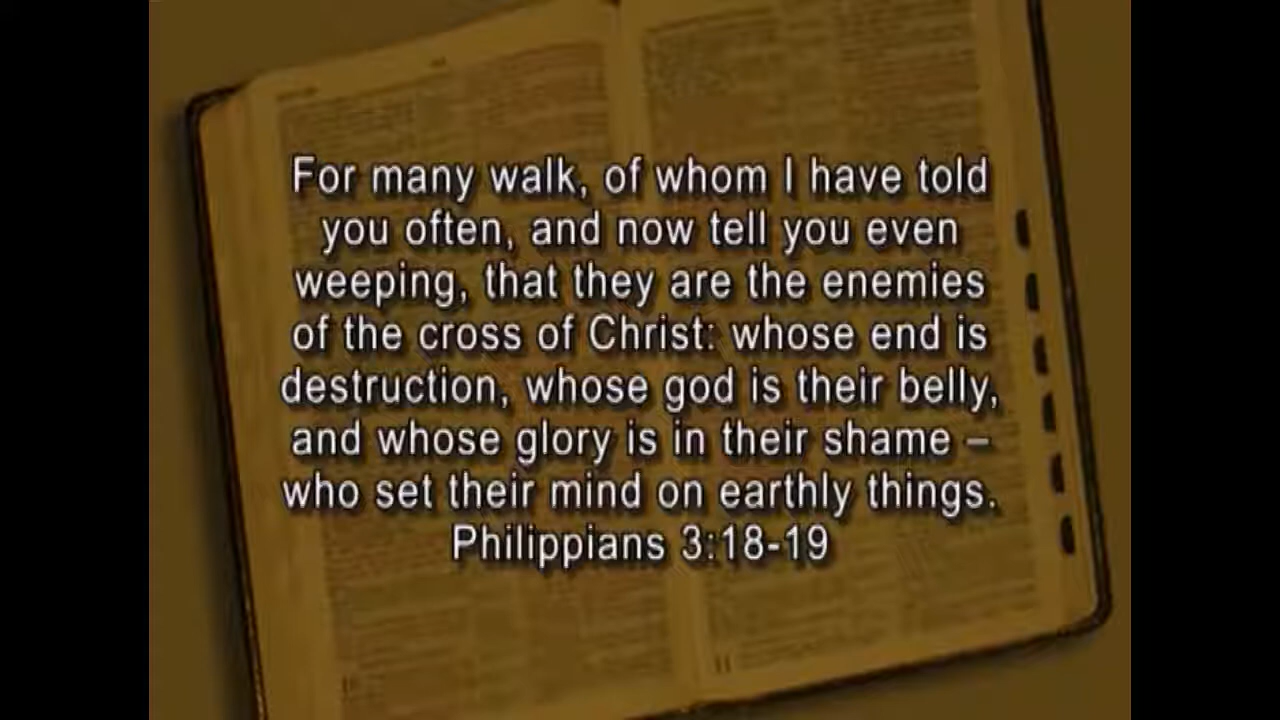 For many walk, of whom I have told
you often, and now tell you even
weeping, that they are the enemies
of the cross of Christ: whose end is
destruction, whose god is their belly,
and whose glory is in their shame –
who set their mind on earthly things.
Philippians 3:18-19